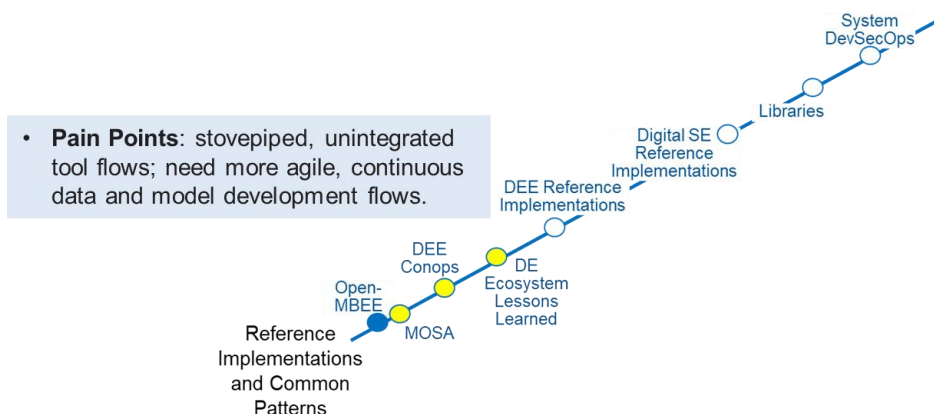 System
DevSecOps
Libraries
• Pain Points: stovepiped, unintegrated
tool flows; need more agile, continuous
data and model development flows.
Digital SE
Reference
Implementations
DEE Reference
Implementations
DEE
Conops
DE
Ecosystem
Lessons
Learned
Open-
MBEE
MOSA
Reference
Implementations
and Common
Patterns